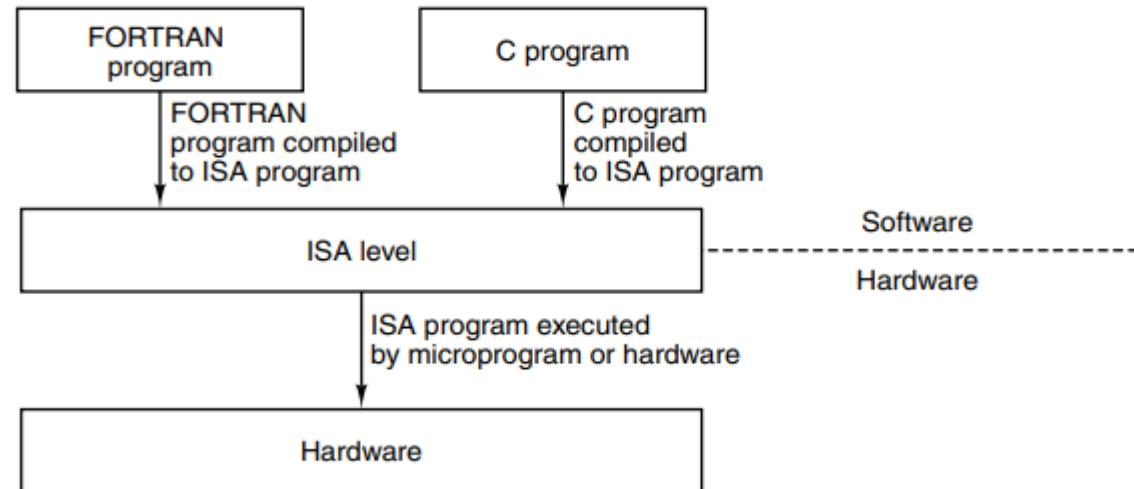 FORTRAN
program
C program
FORTRAN
program compiled
to ISA program
C program
compiled
to ISA program
ISA level
Software
Hardware
ISA program executed
by microprogram or hardware
Hardware